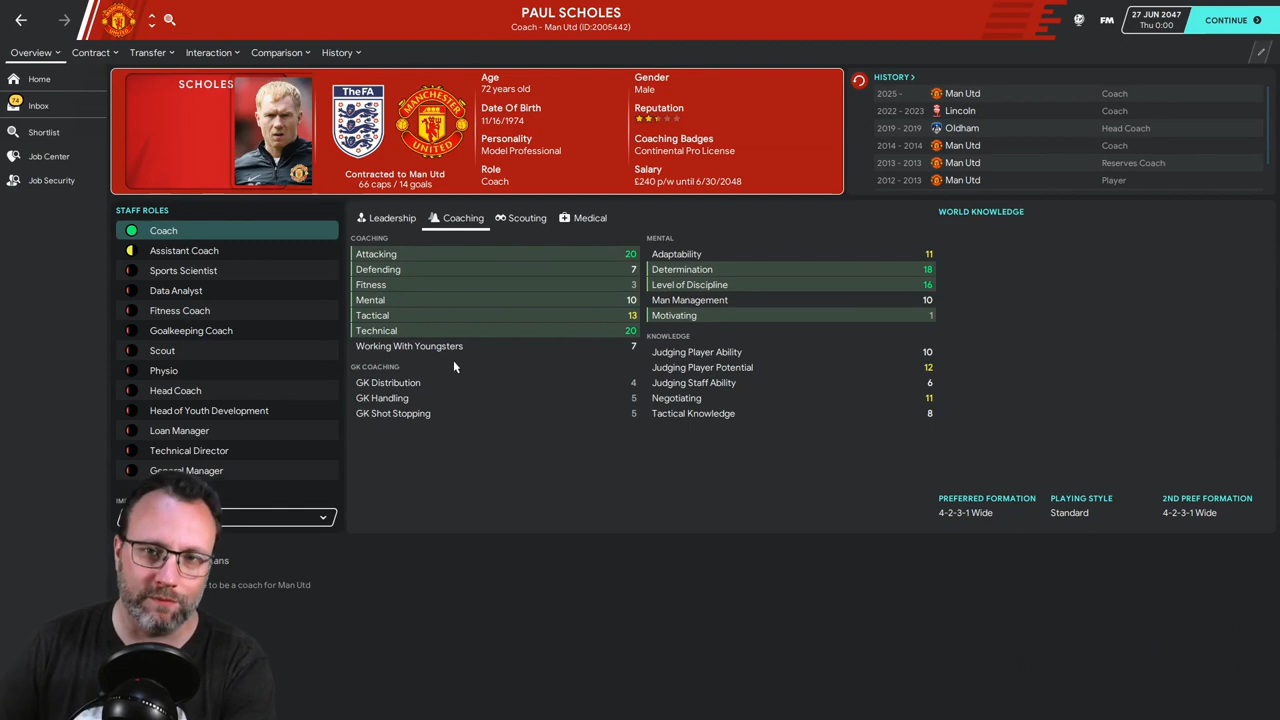 PAUL SCHOLES
Coach - Man Utd (ID:2005442)
FM
27 JUN 2047
Thu 0:00
CONTINUE
Overview
Contract
Transfer
Interaction
Comparison
History
Home
74
Inbox
Shortlist
Job Center
Job Security
SCHOLES
The FA
MANCHESTER
UNITED
Contracted to Man Utd
66 caps / 14 goals
Age
72 years old
Date Of Birth
11/16/1974
Personality
Model Professional
Role
Coach
Gender
Male
Reputation
Coaching Badges
Continental Pro License
Salary
£240 p/w until 6/30/2048
HISTORY >
2025 - Man Utd Coach
2022 - 2023 Lincoln Coach
2019 - 2019 Oldham Head Coach
2014 - 2014 Man Utd Coach
2013 - 2013 Man Utd Reserves Coach
2012 - 2013 Man Utd Player
STAFF ROLES
Coach
Assistant Coach
Sports Scientist
Data Analyst
Fitness Coach
Goalkeeping Coach
Scout
Physio
Head Coach
Head of Youth Development
Loan Manager
Technical Director
General Manager
to be a coach for Man Utd
Leadership
Coaching
Scouting
Medical
COACHING
Attacking 20
Defending 7
Fitness 3
Mental 10
Tactical 13
Technical 20
Working With Youngsters 7
GK COACHING
GK Distribution 4
GK Handling 5
GK Shot Stopping 5
MENTAL
Adaptability 11
Determination 18
Level of Discipline 16
Man Management 10
Motivating 1
KNOWLEDGE
Judging Player Ability 10
Judging Player Potential 12
Judging Staff Ability 6
Negotiating 11
Tactical Knowledge 8
WORLD KNOWLEDGE
PREFERRED FORMATION
4-2-3-1 Wide
PLAYING STYLE
Standard
2ND PREF FORMATION
4-2-3-1 Wide